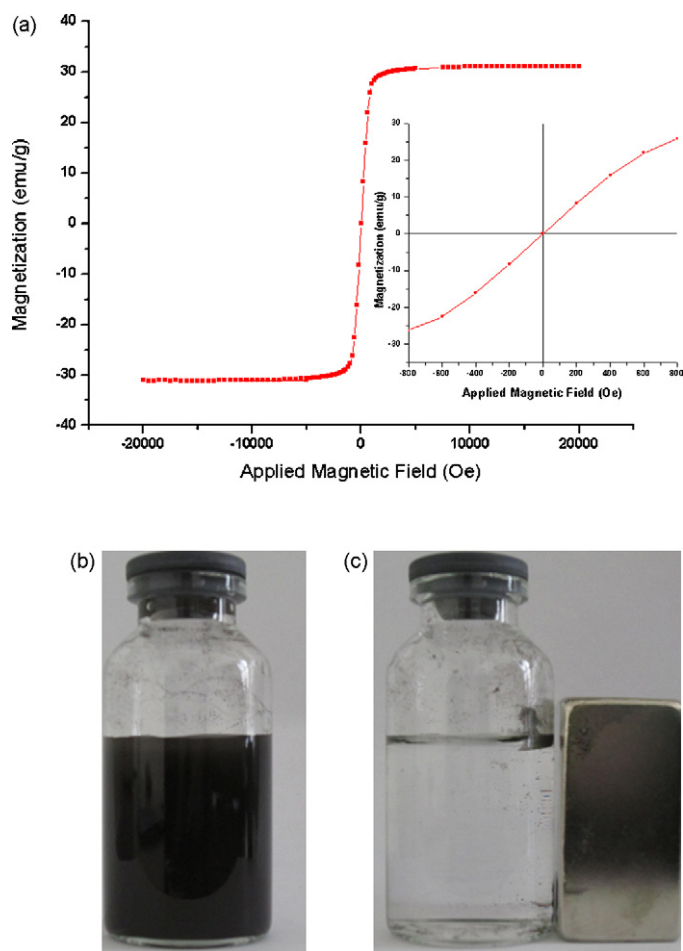 (a)
40
30
20
10
0
-10
-20
-30
-40
Magnetization (emu/g)
-20000 -10000 0 10000 20000
Applied Magnetic Field (Oe)
30
20
10
0
-10
-20
-30
Magnetization (emu/g)
-800 -600 -400 -200 0 200 400 600 800
Applied Magnetic Field (Oe)
(b)
(c)